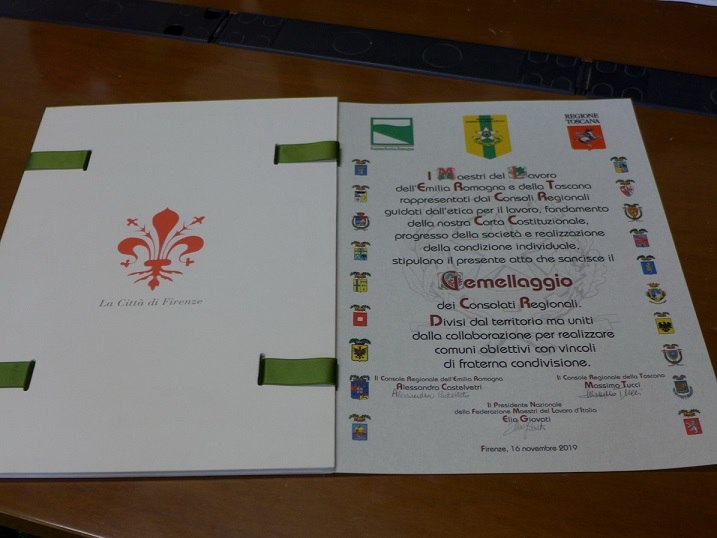 La Città di Firenze
REGIONE
TOSCANA
I Maestri del Lavoro
dell'Emilia Romagna e della Toscana
rappresentati dai Consoli Regionali
guidati dall'etica per il lavoro, fondamento
della nostra Carta Costituzionale,
progresso della società e realizzazione
della condizione individuale,
stipulano il presente atto che sancisce il
Gemellaggio
dei Consolati Regionali.
Divisi dal territorio ma uniti
dalla collaborazione per realizzare
comuni obiettivi con vincoli
di fraterna condivisione.
Il Console Regionale dell'Emilia Romagna
Alessandro Castelvetri
Il Console Regionale della Toscana
Massimo Tucci
Il Presidente Nazionale
della Federazione Maestri del Lavoro d'Italia
Elio Giovati
Firenze, 16 novembre 2019